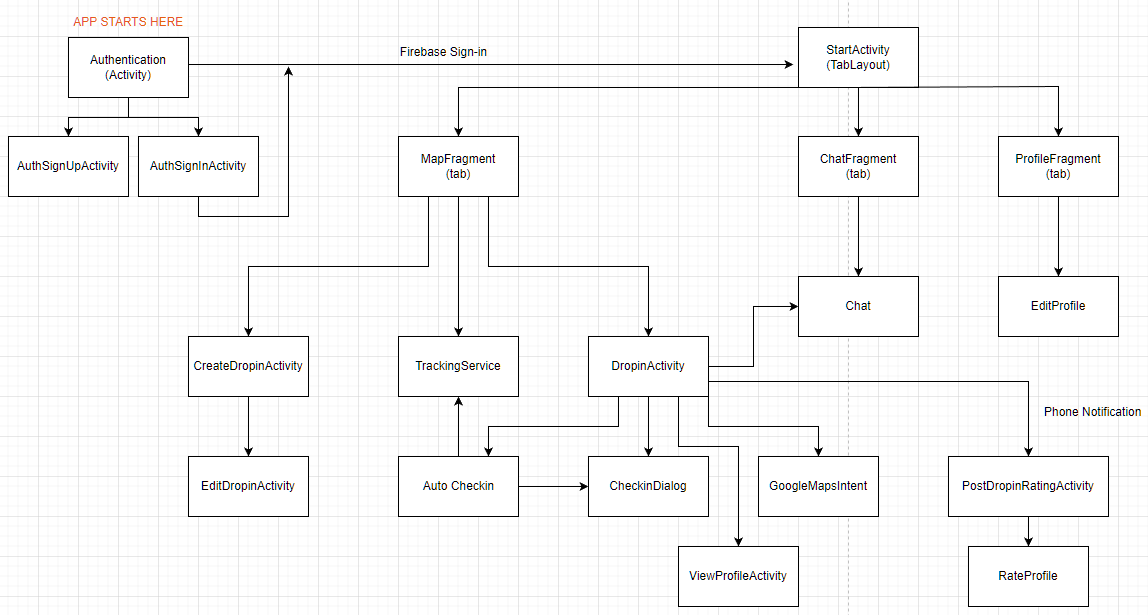 APP STARTS HERE
Authentication
(Activity)
Firebase Sign-in
StartActivity
(TabLayout)
AuthSignUpActivity
AuthSignInActivity
MapFragment
(tab)
ChatFragment
(tab)
ProfileFragment
(tab)
Chat
EditProfile
CreateDropinActivity
TrackingService
DropinActivity
Phone Notification
EditDropinActivity
Auto Checkin
CheckinDialog
GoogleMapsIntent
PostDropinRatingActivity
ViewProfileActivity
RateProfile